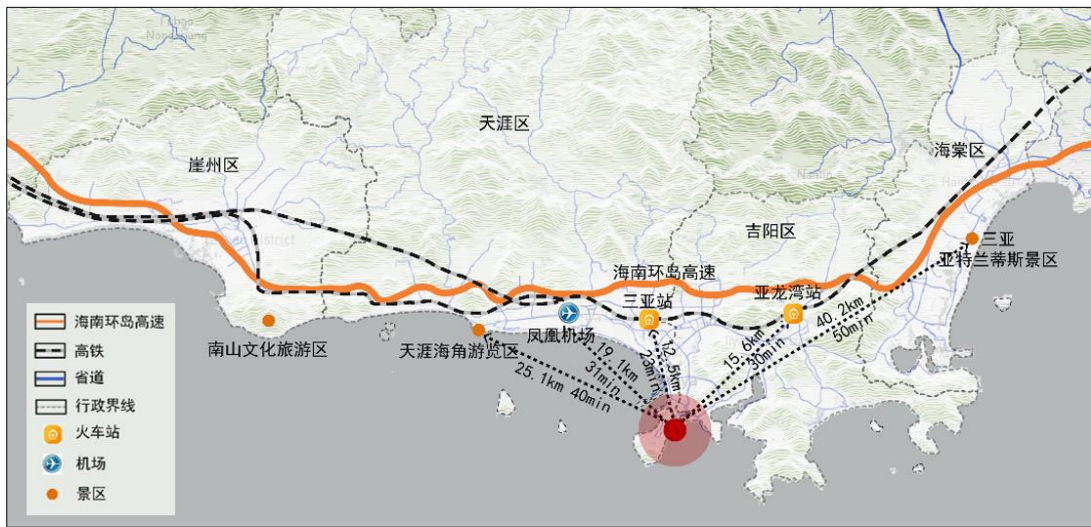 天涯区
海棠区
崖州区
吉阳区
三亚
亚特兰蒂斯景区
海南环岛高速
三亚站
亚龙湾站
凤凰机场
天涯海角游览区
南山文化旅游区
40.2km
50min
15.6km
30min
12.5km
23min
19.1km
31min
25.1km 40min
海南环岛高速
高铁
省道
行政界线
火车站
机场
景区